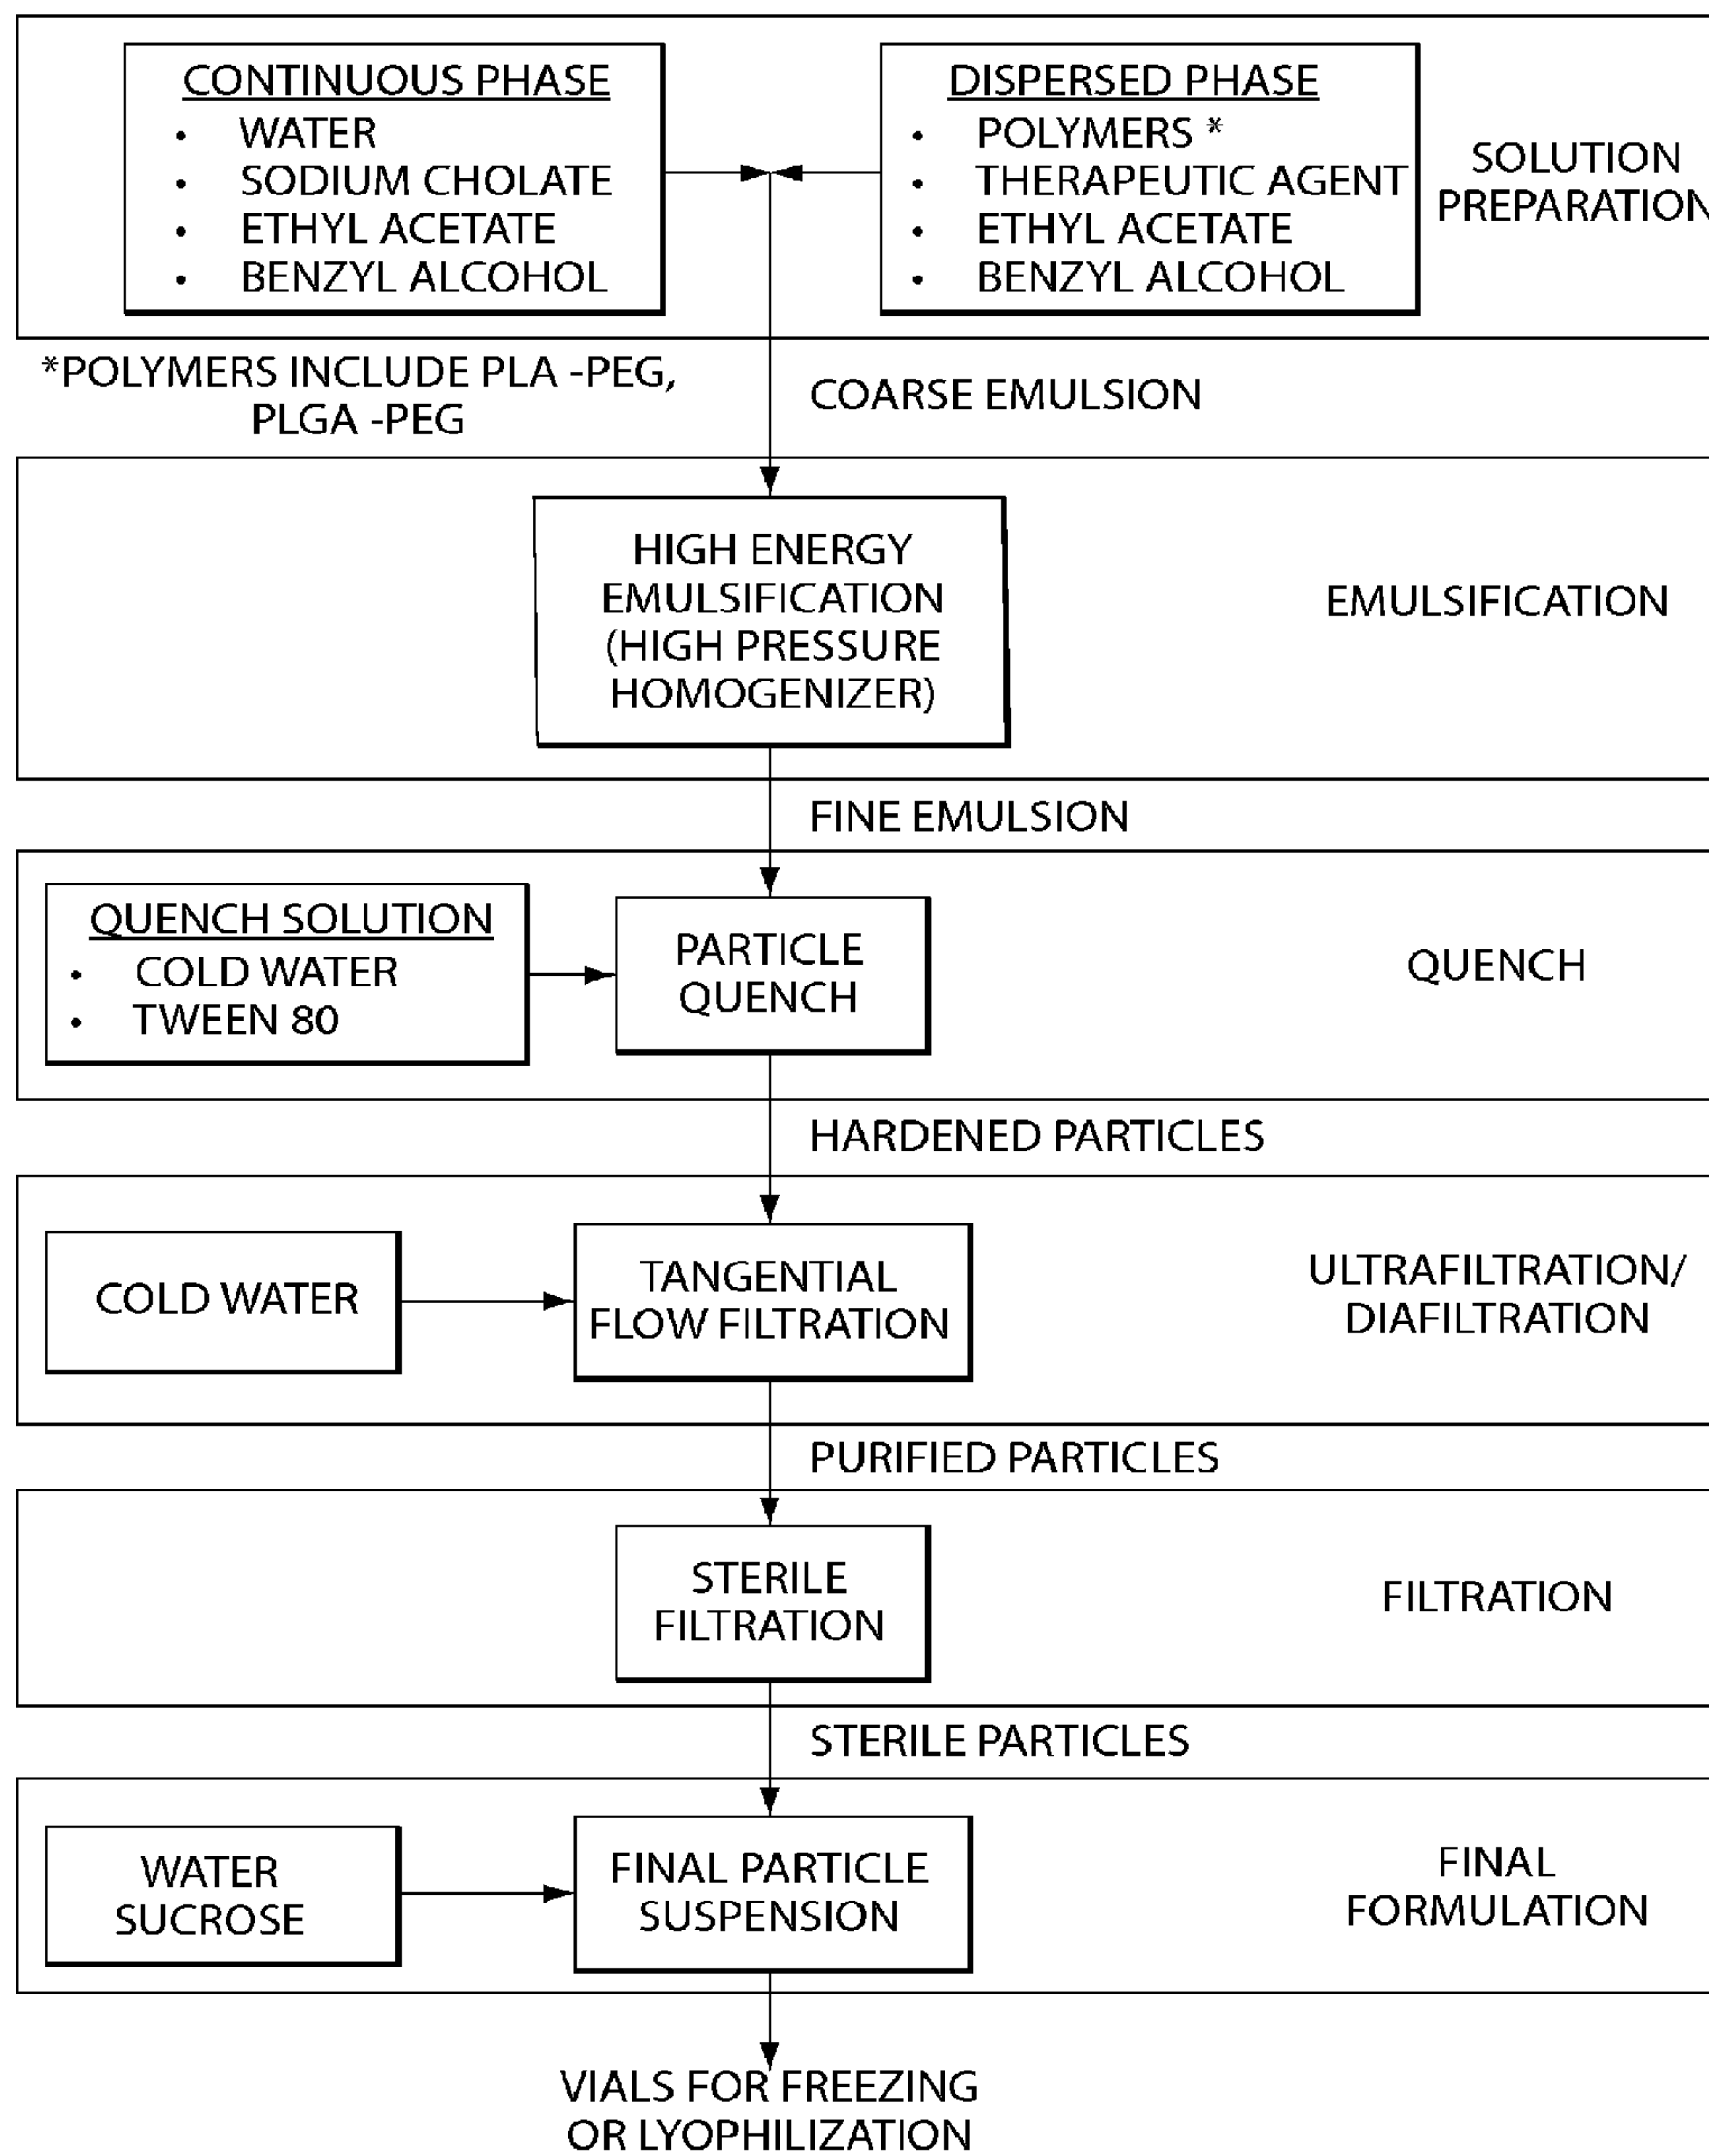 CONTINUOUS PHASE
• WATER
• SODIUM CHOLATE
• ETHYL ACETATE
• BENZYL ALCOHOL
DISPERSED PHASE
• POLYMERS *
• THERAPEUTIC AGENT
• ETHYL ACETATE
• BENZYL ALCOHOL
SOLUTION
PREPARATION
*POLYMERS INCLUDE PLA -PEG,
PLGA -PEG
COARSE EMULSION
HIGH ENERGY
EMULSIFICATION
(HIGH PRESSURE
HOMOGENIZER)
EMULSIFICATION
FINE EMULSION
QUENCH SOLUTION
• COLD WATER
• TWEEN 80
PARTICLE
QUENCH
QUENCH
HARDENED PARTICLES
COLD WATER
TANGENTIAL
FLOW FILTRATION
ULTRAFILTRATION/
DIAFILTRATION
PURIFIED PARTICLES
STERILE
FILTRATION
FILTRATION
STERILE PARTICLES
WATER
SUCROSE
FINAL PARTICLE
SUSPENSION
FINAL
FORMULATION
VIALS FOR FREEZING
OR LYOPHILIZATION